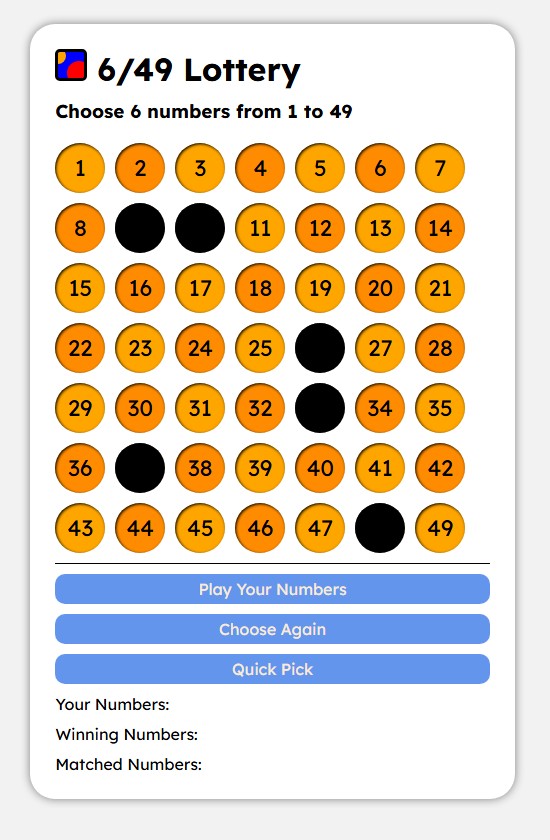 6/49 Lottery
Choose 6 numbers from 1 to 49
1 2 3 4 5 6 7
8 11 12 13 14
15 16 17 18 19 20 21
22 23 24 25 27 28
29 30 31 32 34 35
36 38 39 40 41 42
43 44 45 46 47 49
Play Your Numbers
Choose Again
Quick Pick
Your Numbers:
Winning Numbers:
Matched Numbers: